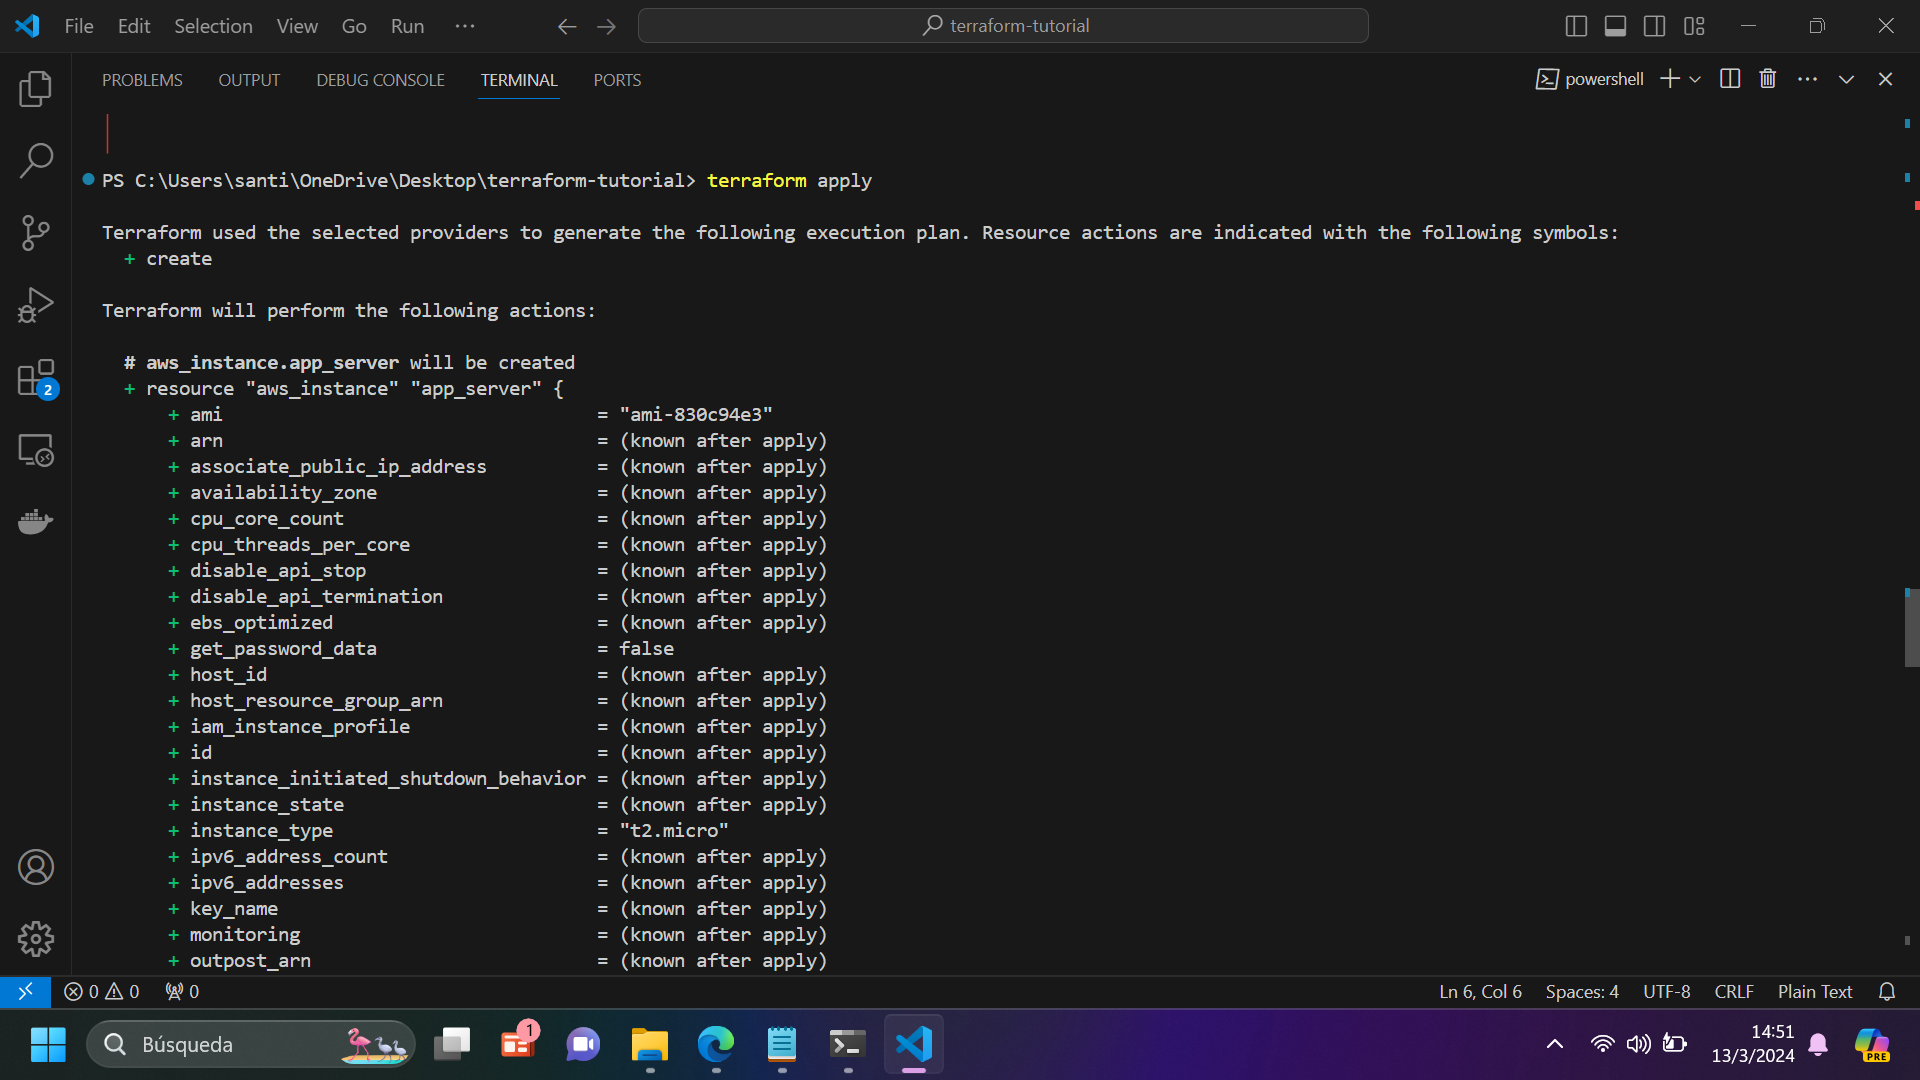 File Edit Selection View Go Run ··· terraform-tutorial
PROBLEMS OUTPUT DEBUG CONSOLE TERMINAL PORTS powershell
PS C:\Users\santi\OneDrive\Desktop\terraform-tutorial> terraform apply
Terraform used the selected providers to generate the following execution plan. Resource actions are indicated with the following symbols:
+ create
Terraform will perform the following actions:
# aws_instance.app_server will be created
+ resource "aws_instance" "app_server" {
+ ami = "ami-830c94e3"
+ arn = (known after apply)
+ associate_public_ip_address = (known after apply)
+ availability_zone = (known after apply)
+ cpu_core_count = (known after apply)
+ cpu_threads_per_core = (known after apply)
+ disable_api_stop = (known after apply)
+ disable_api_termination = (known after apply)
+ ebs_optimized = (known after apply)
+ get_password_data = false
+ host_id = (known after apply)
+ host_resource_group_arn = (known after apply)
+ iam_instance_profile = (known after apply)
+ id = (known after apply)
+ instance_initiated_shutdown_behavior = (known after apply)
+ instance_state = (known after apply)
+ instance_type = "t2.micro"
+ ipv6_address_count = (known after apply)
+ ipv6_addresses = (known after apply)
+ key_name = (known after apply)
+ monitoring = (known after apply)
+ outpost_arn = (known after apply)
2
0 0 0 Ln 6, Col 6 Spaces: 4 UTF-8 CRLF Plain Text
Búsqueda 1 14:51
13/3/2024 PRE